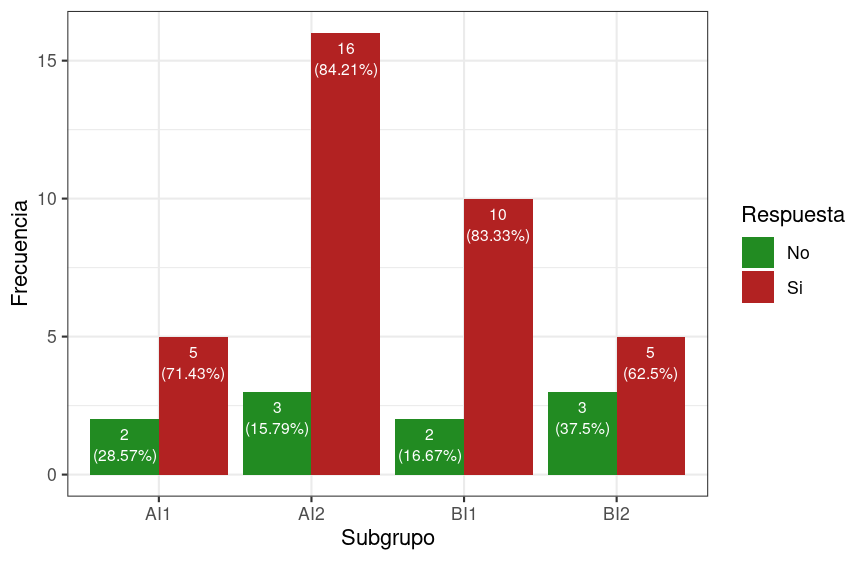 16
(84.21%)
15
Frecuencia
10
10
(83.33%)
5
5
(71.43%)
5
(62.5%)
3
(15.79%)
3
(37.5%)
2
(28.57%)
2
(16.67%)
0
AI1
AI2
BI1
BI2
Subgrupo
Respuesta
No
Si